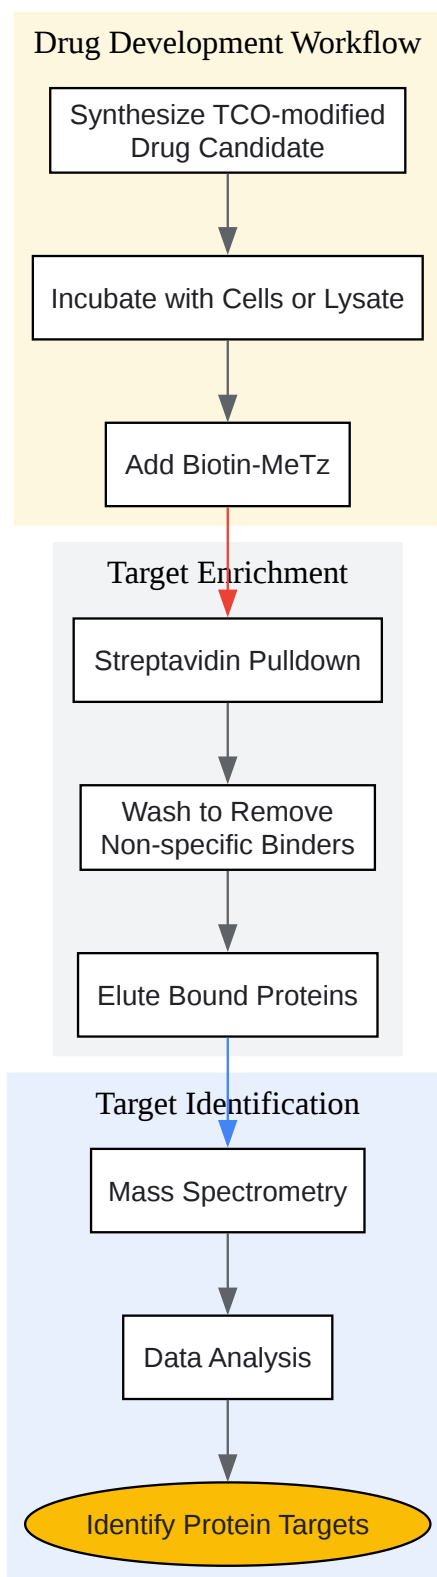 Drug Development Workflow
Synthesize TCO-modified
Drug Candidate
Incubate with Cells or Lysate
Add Biotin-MeTz
Target Enrichment
Streptavidin Pulldown
Wash to Remove
Non-specific Binders
Elute Bound Proteins
Target Identification
Mass Spectrometry
Data Analysis
Identify Protein Targets